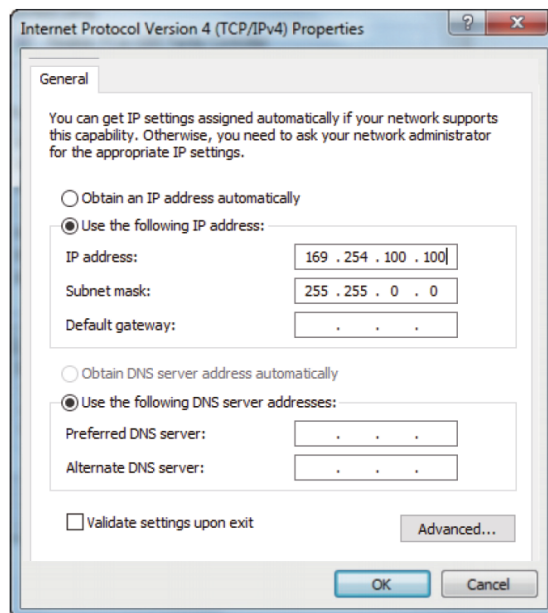 Internet Protocol Version 4 (TCP/IPv4) Properties
General
You can get IP settings assigned automatically if your network supports
this capability. Otherwise, you need to ask your network administrator
for the appropriate IP settings.
Obtain an IP address automatically
Use the following IP address:
IP address: 169 . 254 . 100 . 100
Subnet mask: 255 . 255 . 0 . 0
Default gateway: . . .
Obtain DNS server address automatically
Use the following DNS server addresses:
Preferred DNS server: . . .
Alternate DNS server: . . .
Validate settings upon exit
Advanced...
OK Cancel